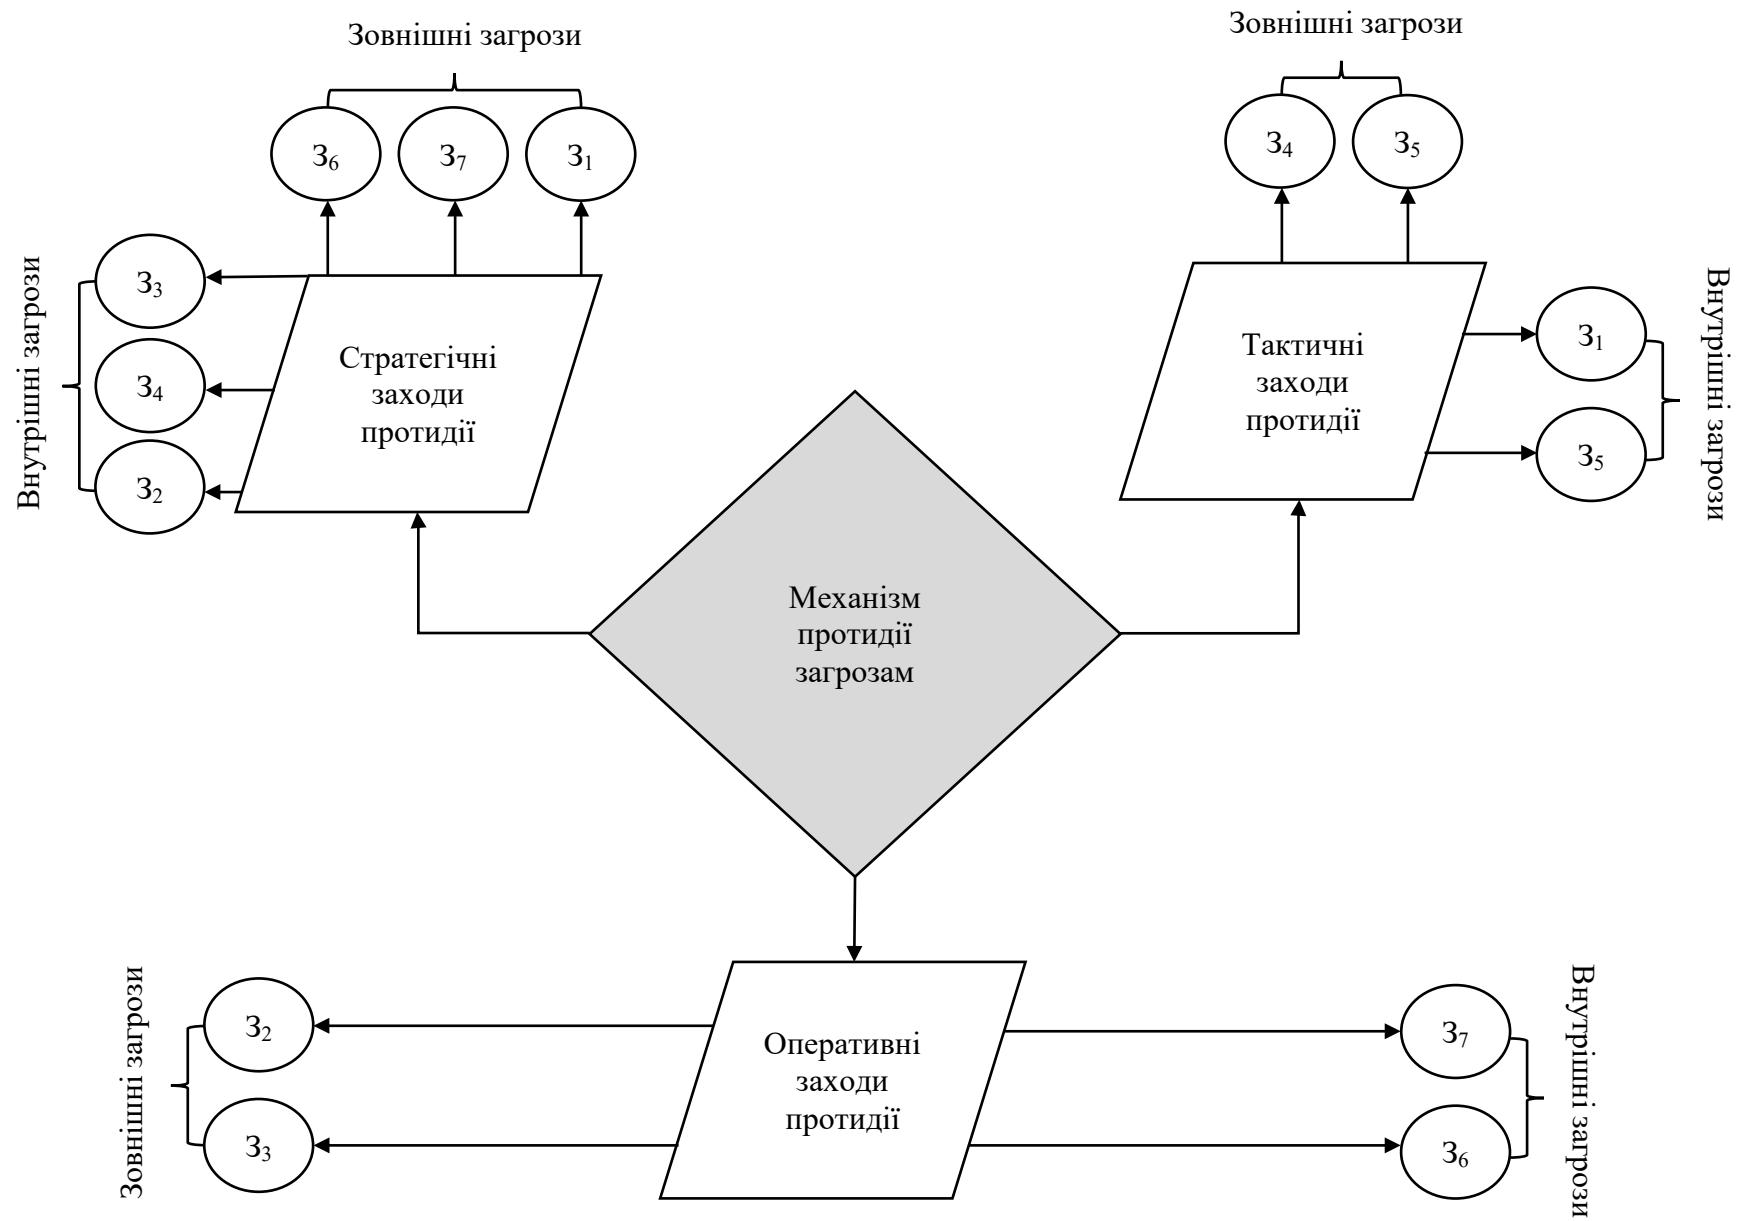 Зовнішні загрози
Зовнішні загрози
З6
З7
З1
З4
З5
Внутрішні загрози
З3
З4
З2
Стратегічні
заходи
протидії
Тактичні
заходи
протидії
З1
З5
Внутрішні загрози
Механізм
протидії
загрозам
Зовнішні загрози
З2
З3
Оперативні
заходи
протидії
З7
З6
Внутрішні загрози